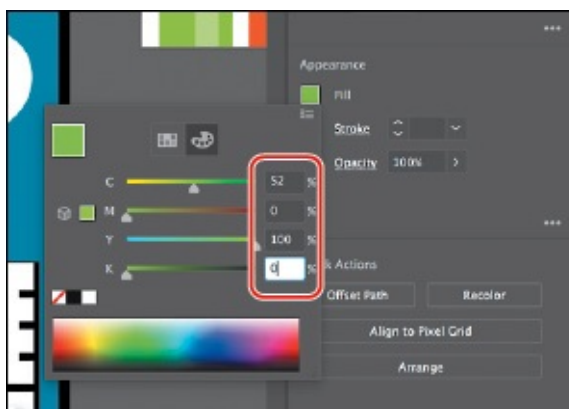 Appearance
Fill
Stroke
Opacity 100%
C 52 %
M 0 %
Y 100 %
K 0 %
k Actions
Offset Path Recolor
Align to Pixel Grid
Arrange